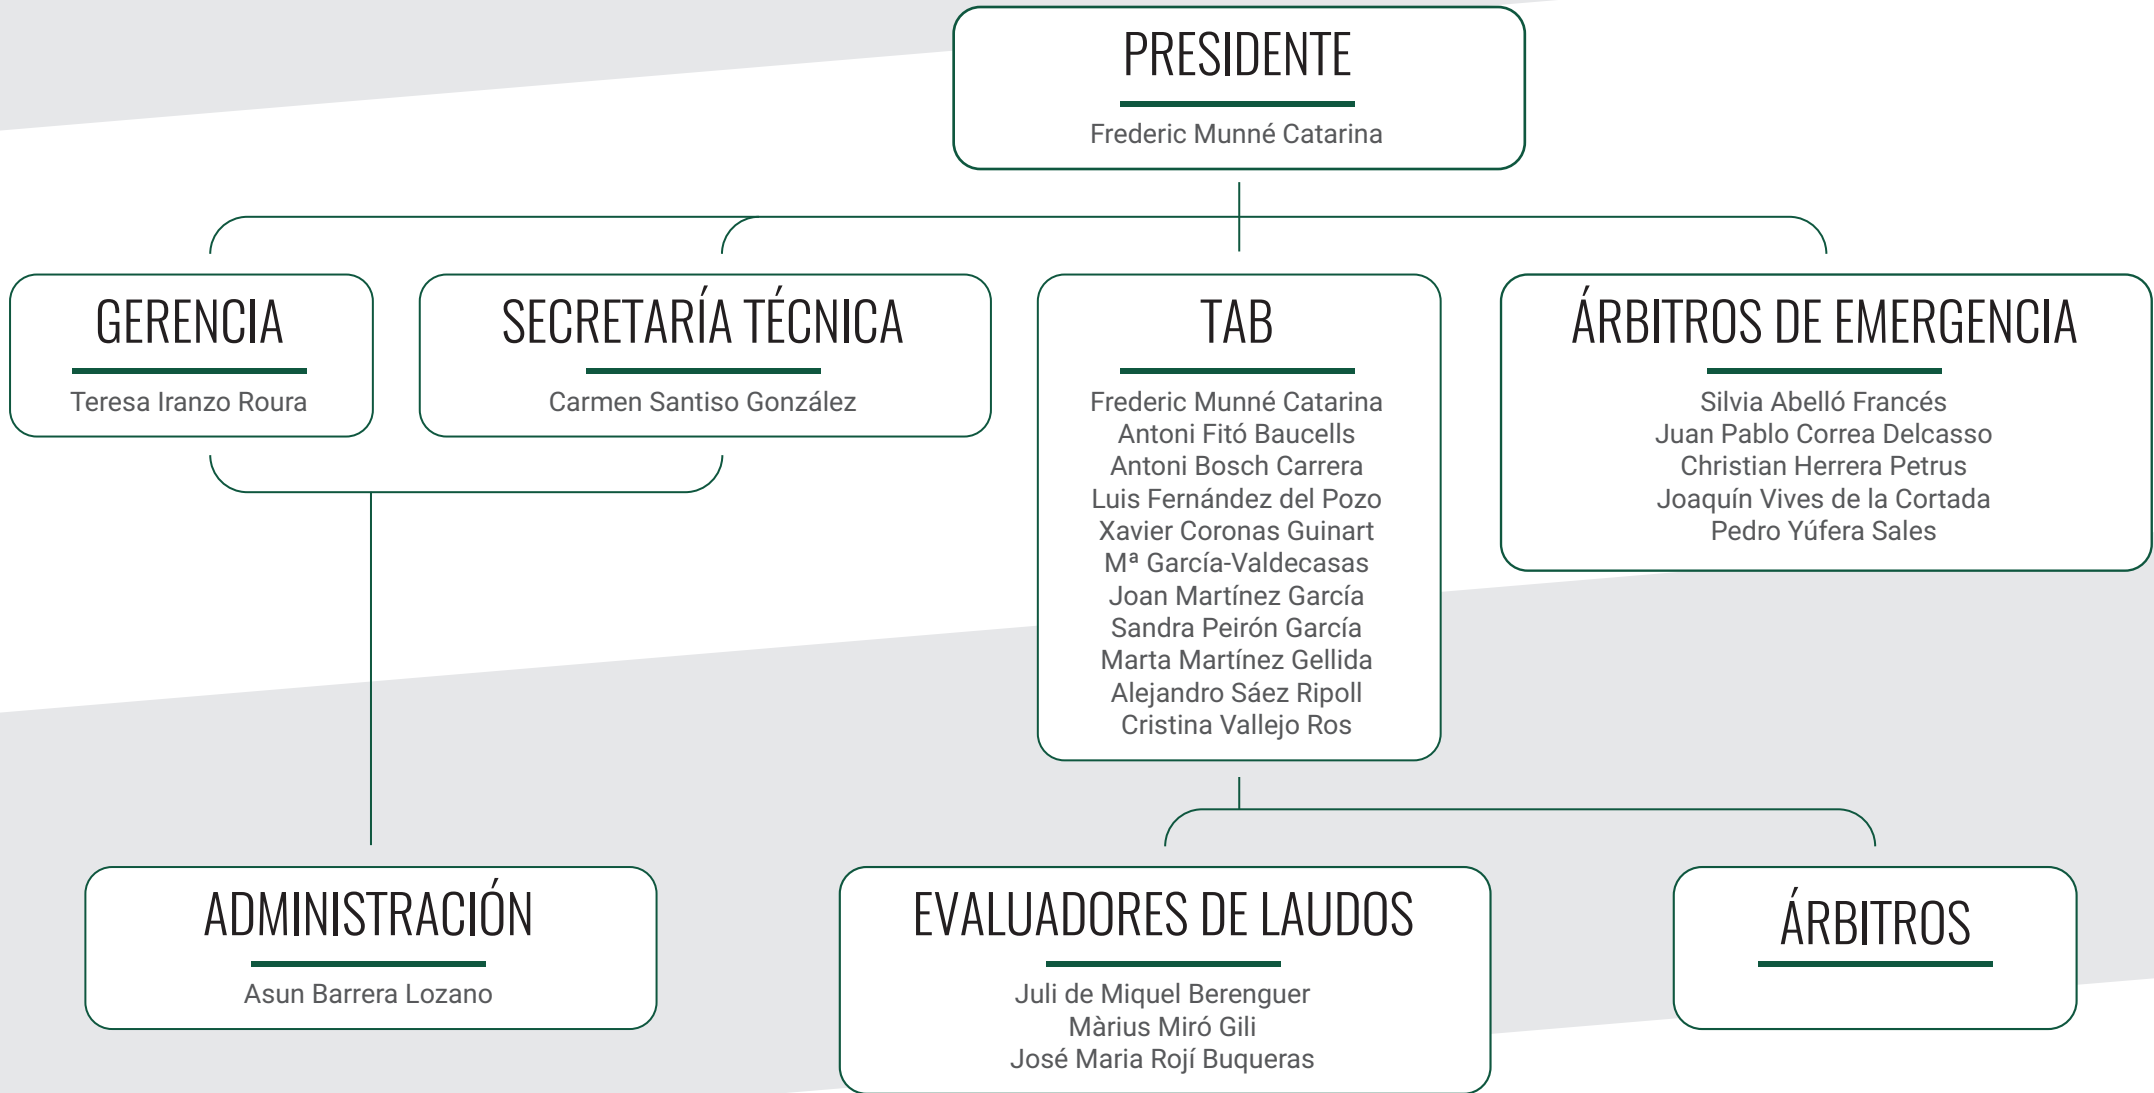 PRESIDENTE
Frederic Munné Catarina
GERENCIA
Teresa Iranzo Roura
SECRETARÍA TÉCNICA
Carmen Santiso González
TAB
Frederic Munné Catarina
Antoni Fitó Baucells
Antoni Bosch Carrera
Luis Fernández del Pozo
Xavier Coronas Guinart
Mª García-Valdecasas
Joan Martínez García
Sandra Peirón García
Marta Martínez Gellida
Alejandro Sáez Ripoll
Cristina Vallejo Ros
ÁRBITROS DE EMERGENCIA
Silvia Abelló Francés
Juan Pablo Correa Delcasso
Christian Herrera Petrus
Joaquín Vives de la Cortada
Pedro Yúfera Sales
ADMINISTRACIÓN
Asun Barrera Lozano
EVALUADORES DE LAUDOS
Juli de Miquel Berenguer
Màrius Miró Gili
José Maria Rojí Buqueras
ÁRBITROS